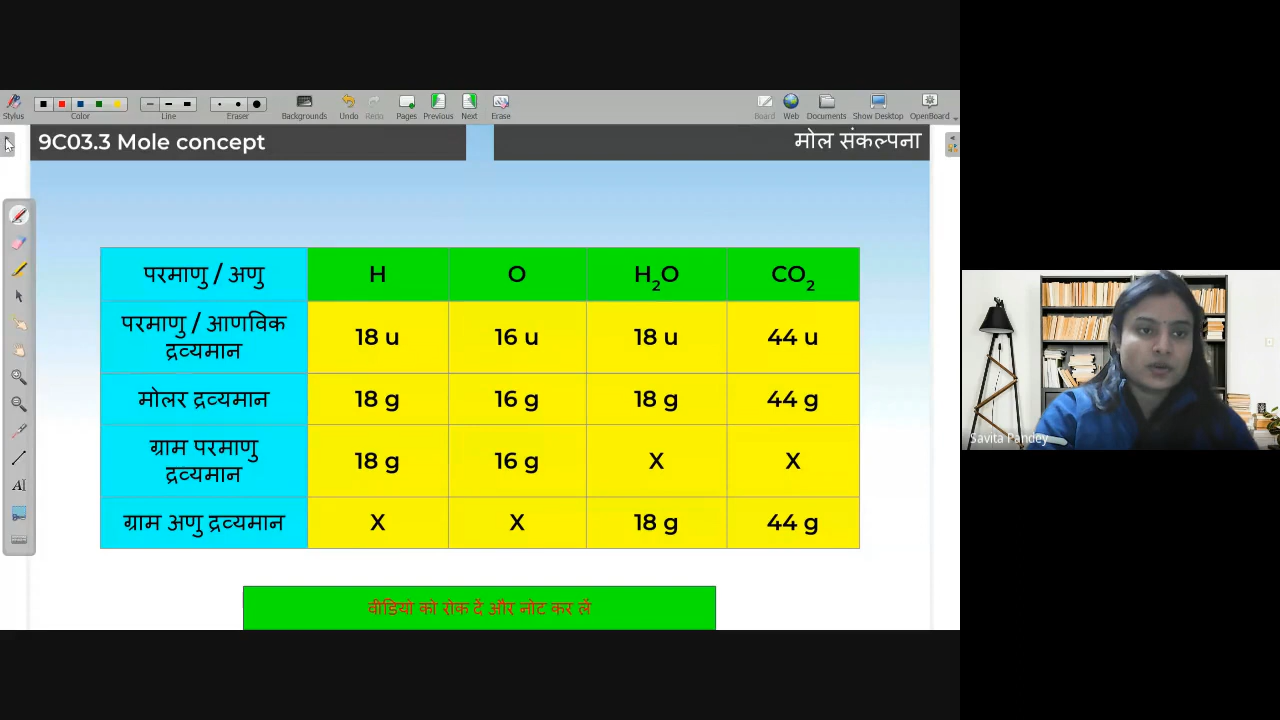 Stylus
Color
Line
Eraser
Backgrounds
Undo
Redo
Pages
Previous
Next
Erase
Board
Web
Documents
Show Desktop
OpenBoard
9C03.3 Mole concept
मोल संकल्पना
परमाणु / अणु H O H₂O CO₂
परमाणु / आणविक
द्रव्यमान
18 u 16 u 18 u 44 u
मोलर द्रव्यमान 18 g 16 g 18 g 44 g
ग्राम परमाणु
द्रव्यमान
18 g 16 g X X
ग्राम अणु द्रव्यमान X X 18 g 44 g
वीडियो को रोक दें और नोट कर लें
Savita Pandey